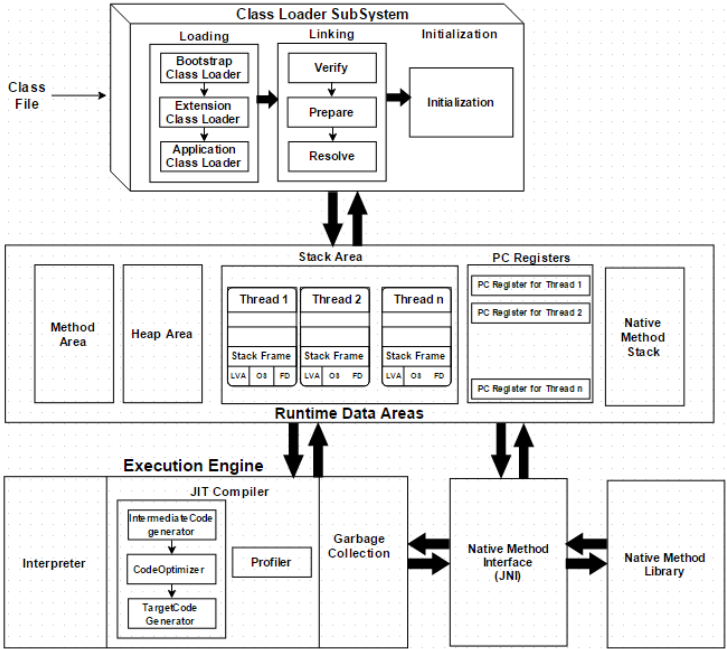 Class Loader SubSystem
Loading
Linking
Initialization
Bootstrap
Class Loader
Extension
Class Loader
Application
Class Loader
Verify
Prepare
Resolve
Initialization
Class
File
Stack Area
PC Registers
Method
Area
Heap Area
Thread 1
Thread 2
Thread n
Stack Frame
Stack Frame
Stack Frame
LVA OS FD
LVA OS FD
LVA OS FD
PC Register for Thread 1
PC Register for Thread 2
PC Register for Thread n
Native
Method
Stack
Runtime Data Areas
Execution Engine
JIT Compiler
Interpreter
IntermediateCode
generator
CodeOptimizer
TargetCode
Generator
Profiler
Garbage
Collection
Native Method
Interface
(JNI)
Native Method
Library